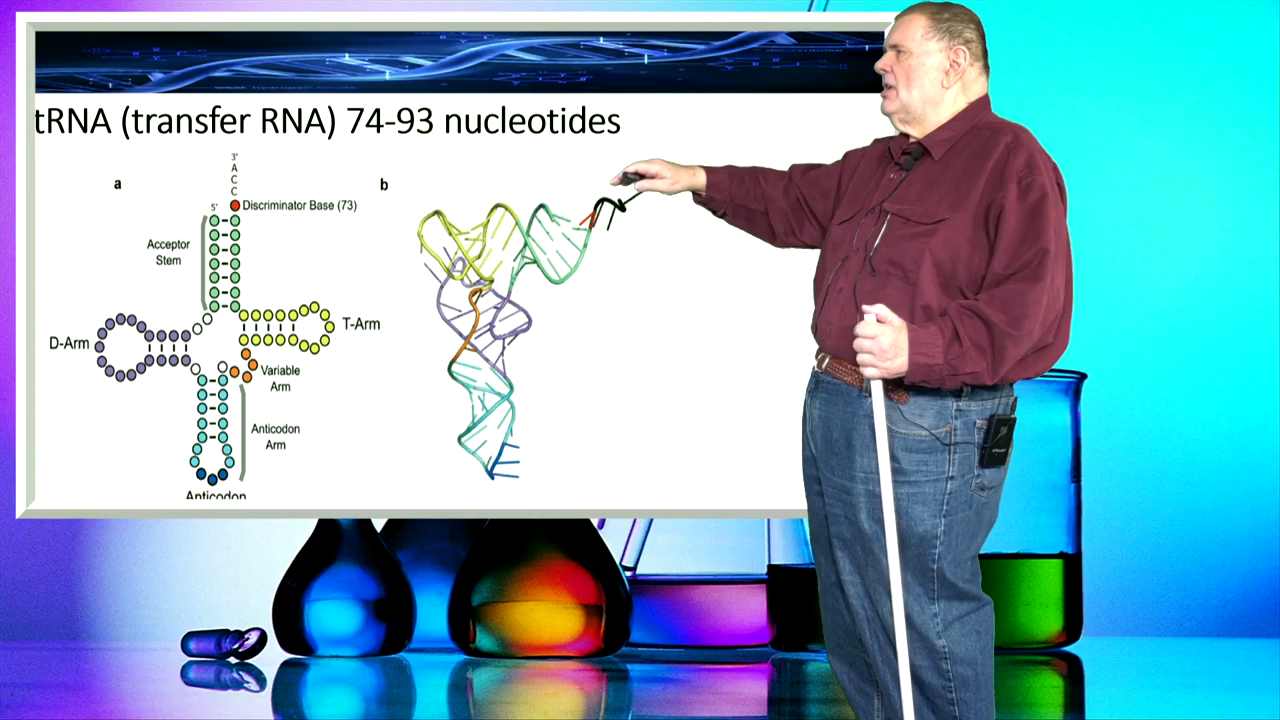 tRNA (transfer RNA) 74-93 nucleotides
a
b
3'
A
C
C
5'
Discriminator Base (73)
Acceptor
Stem
D-Arm
T-Arm
Variable
Arm
Anticodon
Arm
Anticodon